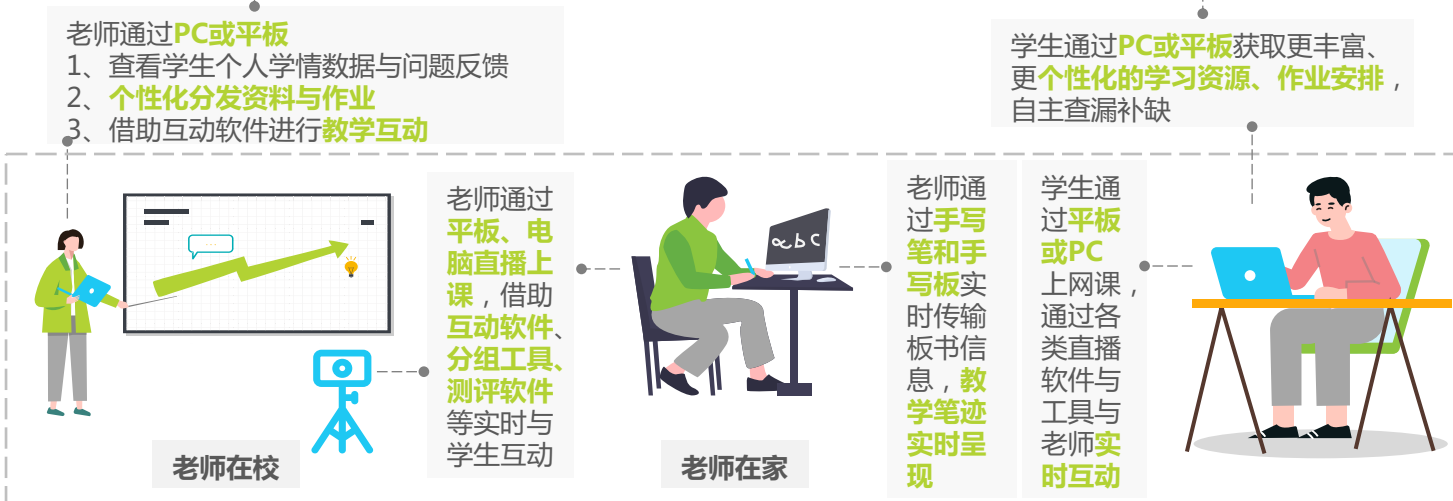 老师通过PC或平板
1、查看学生个人学情数据与问题反馈
2、个性化分发资料与作业
3、借助互动软件进行教学互动
学生通过PC或平板获取更丰富、
更个性化的学习资源、作业安排，
自主查漏补缺
老师通过
平板、电
脑直播上
课，借助
互动软件、
分组工具、
测评软件
等实时与
学生互动
老师在校
abc
老师在家
老师通
过手写
笔和手
写板实
时传输
板书信
息，教
学笔迹
实时呈
现
学生通
过平板
或PC
上网课，
通过各
类直播
软件与
工具与
老师实
时互动